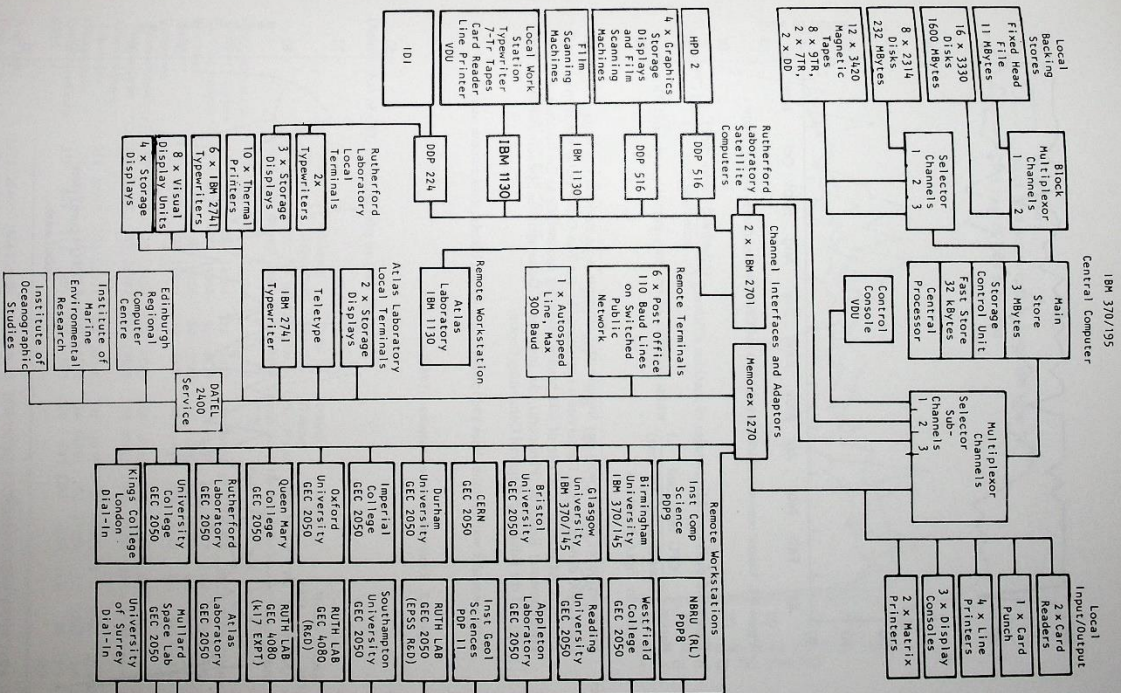 IBM 370/195
Central Computer
Local
Backing
Stores
Fixed Head
File
11 MBytes
16 x 3330
Disks
1600 MBytes
8 x 2314
Disks
232 MBytes
12 x 3420
Magnetic
Tapes
8 x 9TR,
2 x 7TR,
2 x DD
Block
Multiplexor
Channels
1 2
Selector
Channels
1 2 3
Main
Store
3 MBytes
Storage
Control Unit
Fast Store
32 kBytes
Central
Processor
Control
Console
VDU
Multiplexor
Channels
Selector
Sub-
Channels
1 2 3
Local
Input/Output
2 x Card
Readers
1 x Card
Punch
4 x Line
Printers
3 x Display
Consoles
2 x Matrix
Printers
Channel Interfaces and Adaptors
2 x IBM 2701
Memorex 1270
Rutherford
Laboratory
Satellite
Computers
HPD 2
DDP 516
4 x Graphics
Storage
Displays
and Film
Scanning
Machines
DDP 516
Film
Scanning
Machines
IBM 1130
Local Work
Station
Typewriter
7-Tr Tapes
Card Reader
Line Printer
VDU
IBM 1130
IDI
DDP 224
Rutherford
Laboratory
Local
Terminals
2x
Typewriters
3 x Storage
Displays
10 x Thermal
Printers
6 x IBM 2741
Typewriters
8 x Visual
Display Units
4 x Storage
Displays
Remote Terminals
6 x Post Office
110 Baud Lines
on Switched
Public
Network
1 x Autospeed
Line, Max
300 Baud
Remote Workstation
Atlas
Laboratory
IBM 1130
Atlas Laboratory
Local Terminals
2 x Storage
Displays
Teletype
IBM 2741
Typewriter
DATEL
2400
Service
Edinburgh
Regional
Computer
Centre
Institute of
Marine
Environmental
Research
Institute of
Oceanographic
Studies
Remote Workstations
Inst Comp
Science
PDP9
Birmingham
University
IBM 370/145
Glasgow
University
IBM 370/145
Bristol
University
GEC 2050
CERN
GEC 2050
Durham
University
GEC 2050
Imperial
College
GEC 2050
Oxford
University
GEC 2050
Queen Mary
College
GEC 2050
Rutherford
Laboratory
GEC 2050
University
College
GEC 2050
Kings College
London
Dial-In
NBRU (RL)
PDP8
Westfield
College
GEC 2050
Reading
University
GEC 2050
Appleton
Laboratory
GEC 2050
RUTH LAB
GEC 2050
(EPSS R&D)
Inst Geol
Sciences
PDP 11
Southampton
University
GEC 2050
RUTH LAB
GEC 4080
(R&D)
RUTH LAB
GEC 4080
(K17 EXPT)
Atlas
Laboratory
GEC 2050
Mullard
Space Lab
GEC 2050
University
of Surrey
Dial-In